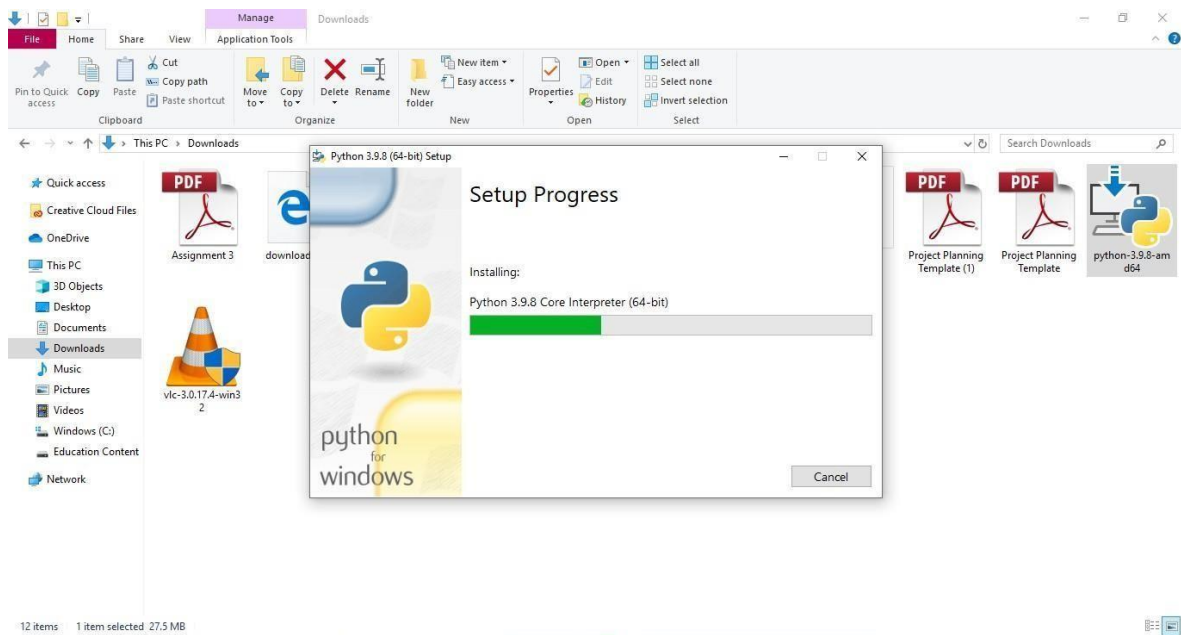 Manage
Downloads
File
Home
Share
View
Application Tools
Pin to Quick access
Copy
Paste
Cut
Copy path
Paste shortcut
Clipboard
Move to
Copy to
Delete
Rename
Organize
New folder
New item
Easy access
New
Properties
Open
Edit
History
Open
Select all
Select none
Invert selection
Select
This PC
Downloads
Search Downloads
Quick access
Creative Cloud Files
OneDrive
This PC
3D Objects
Desktop
Documents
Downloads
Music
Pictures
Videos
Windows (C:)
Education Content
Network
PDF
Assignment 3
download
vlc-3.0.17.4-win3
2
Python 3.9.8 (64-bit) Setup
Setup Progress
Installing:
Python 3.9.8 Core Interpreter (64-bit)
python
for
windows
Cancel
PDF
Project Planning
Template (1)
PDF
Project Planning
Template
python-3.9.8-am
d64
12 items
1 item selected 27.5 MB